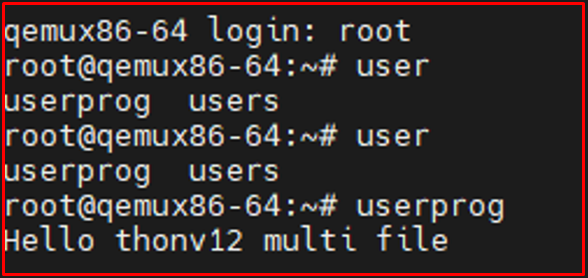 qemux86-64 login: root
root@qemux86-64:~# user
userprog  users
root@qemux86-64:~# user
userprog  users
root@qemux86-64:~# userprog
Hello thonv12 multi file